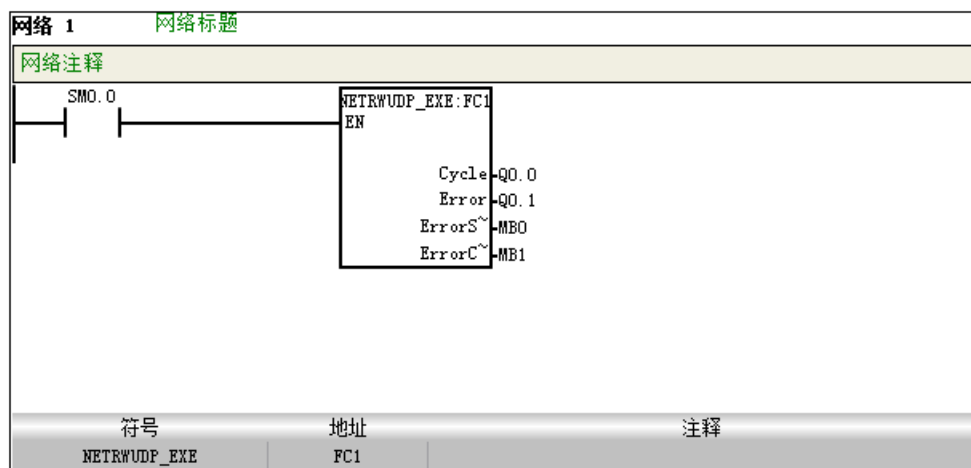 网络 1 网络标题
网络注释
SM0.0
NETRWUDP_EXE:FC1
EN
Cycle Q0.0
Error Q0.1
ErrorS~ MB0
ErrorC~ MB1
符号 地址 注释
NETRWUDP_EXE FC1